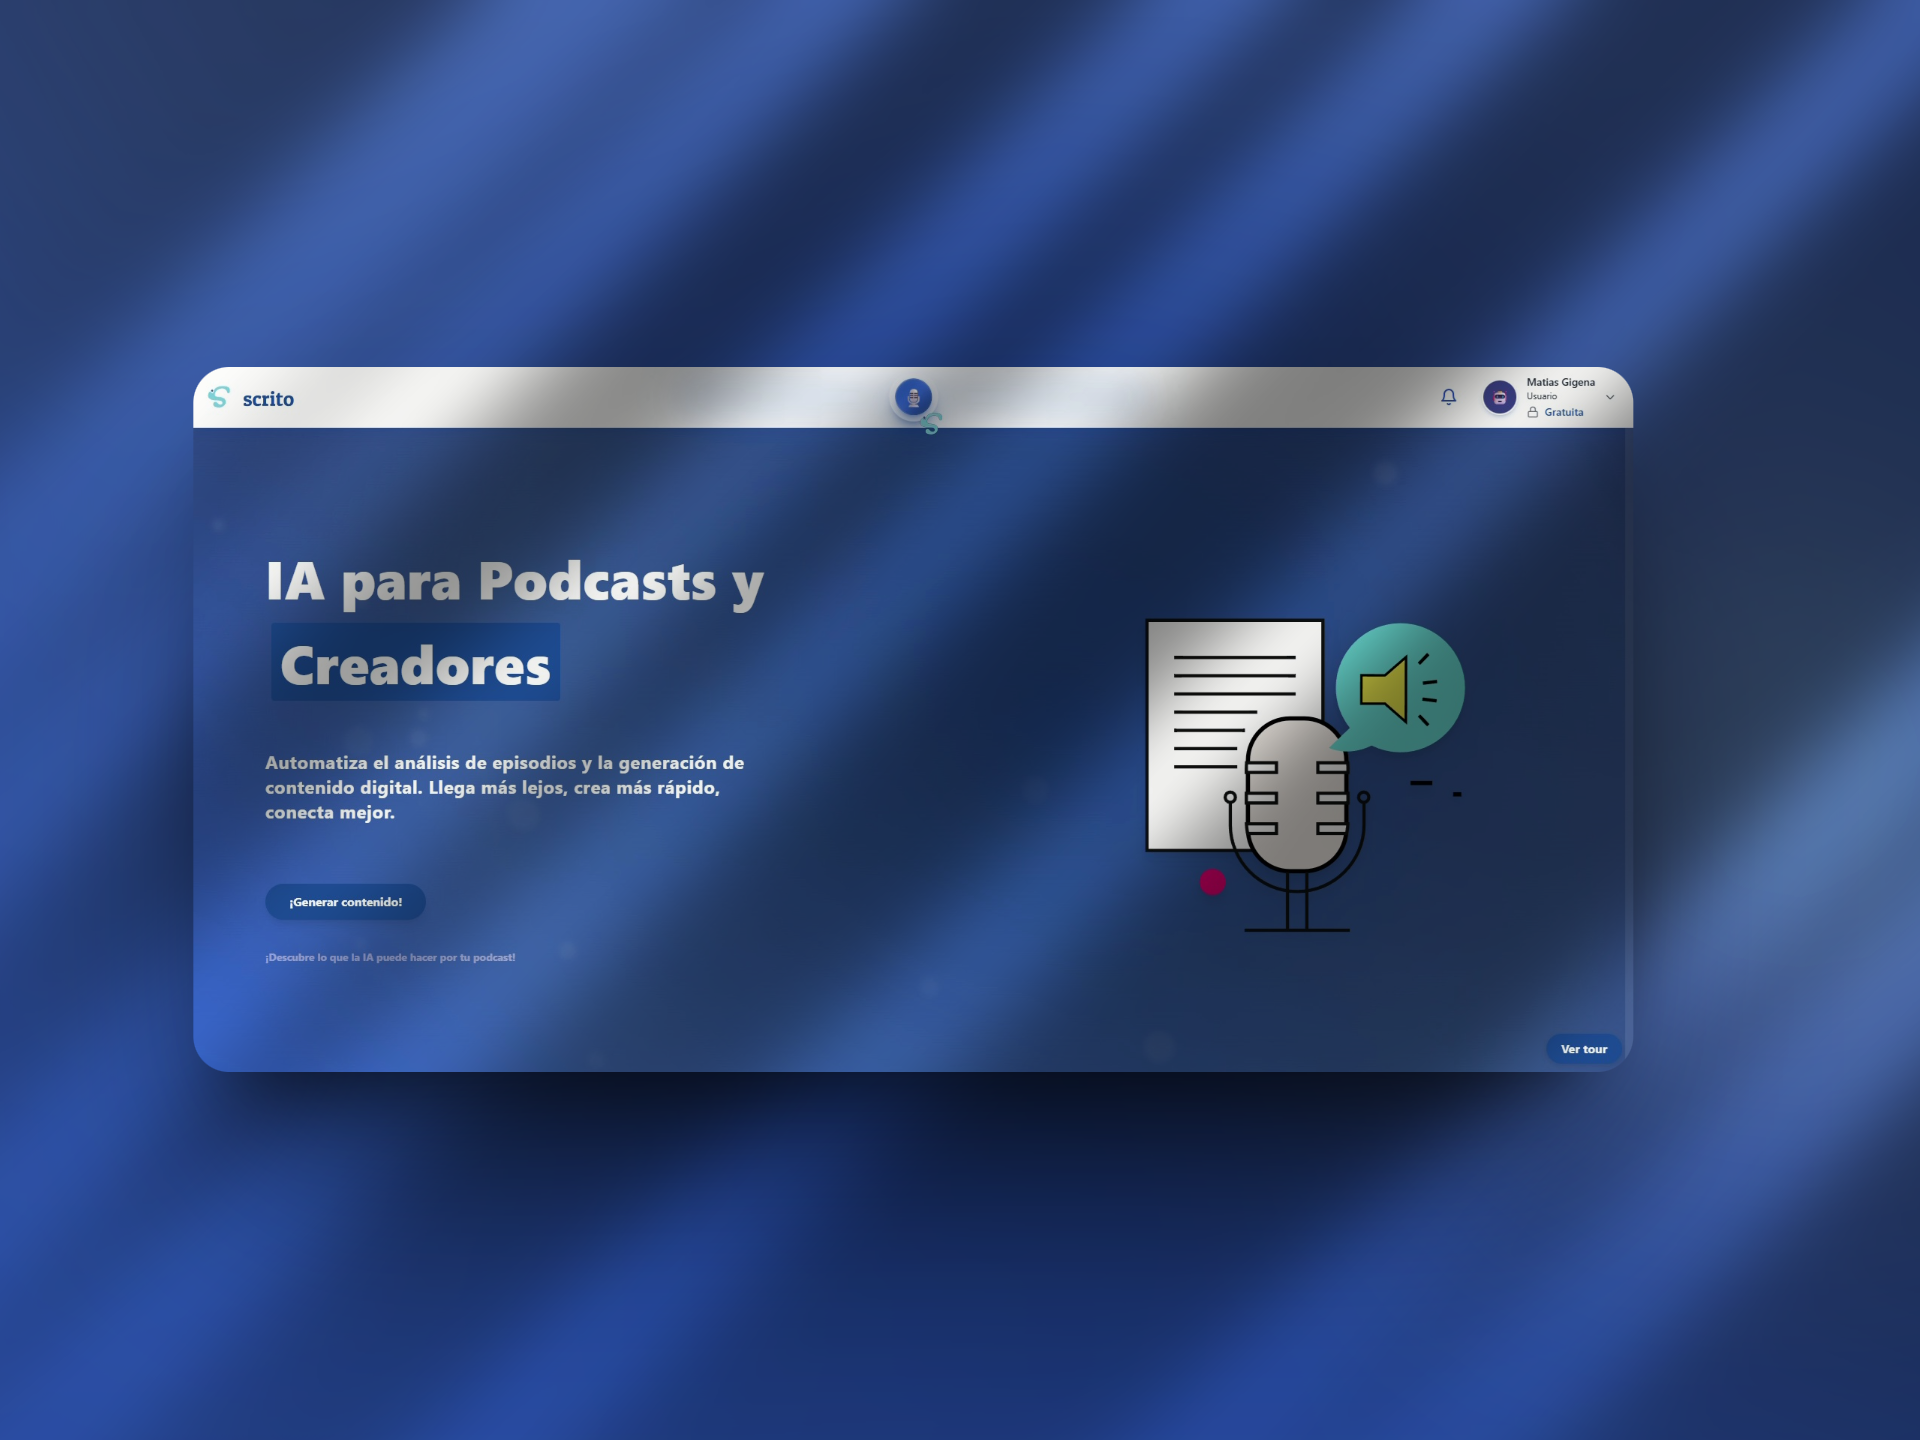 scrito
Matias Gigena
Usuario
Gratuita
IA para Podcasts y
Creadores
Automatiza el análisis de episodios y la generación de
contenido digital. Llega más lejos, crea más rápido,
conecta mejor.
¡Generar contenido!
¡Descubre lo que la IA puede hacer por tu podcast!
Ver tour